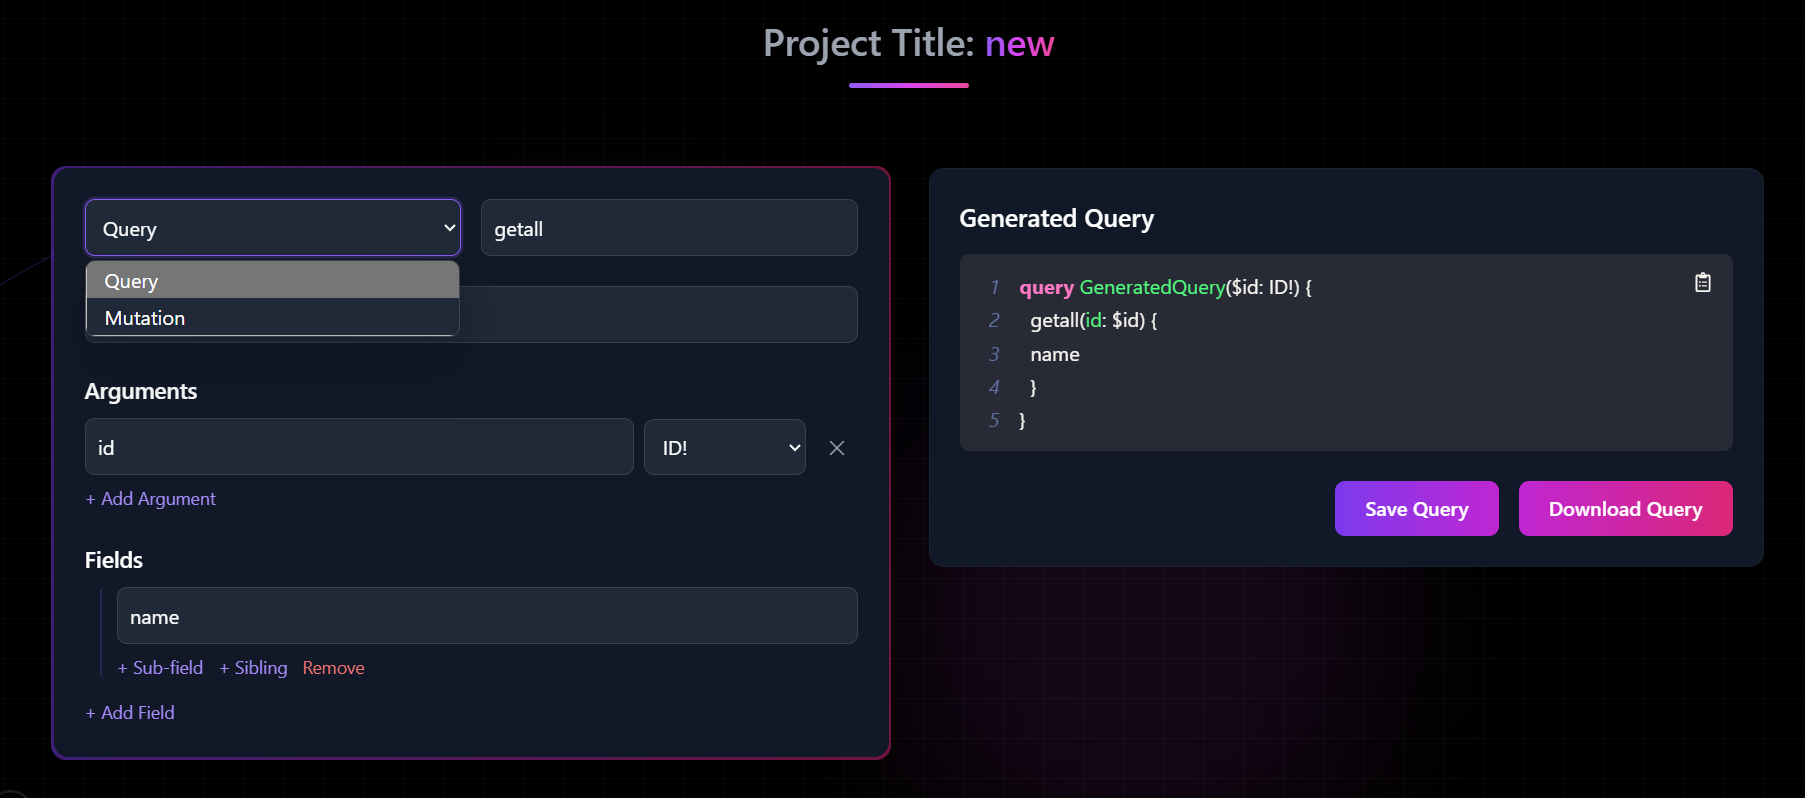 Project Title: new
Query
getall
Query
Mutation
Arguments
id
ID!
+ Add Argument
Fields
name
+ Sub-field + Sibling Remove
+ Add Field
Generated Query
1 query GeneratedQuery($id: ID!) {
2 getall(id: $id) {
3 name
4 }
5 }
Save Query
Download Query